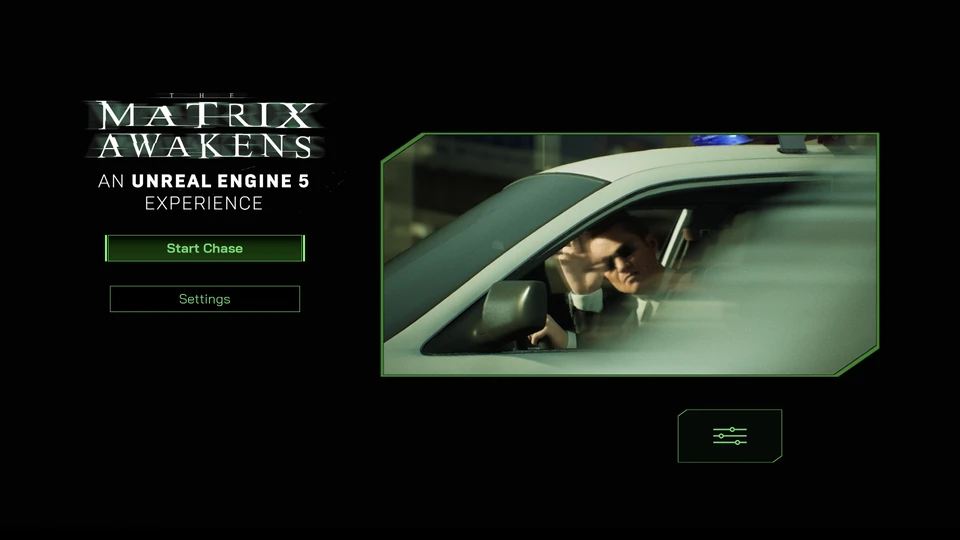 THE
MATRIX
AWAKENS
AN UNREAL ENGINE 5
EXPERIENCE
Start Chase
Settings